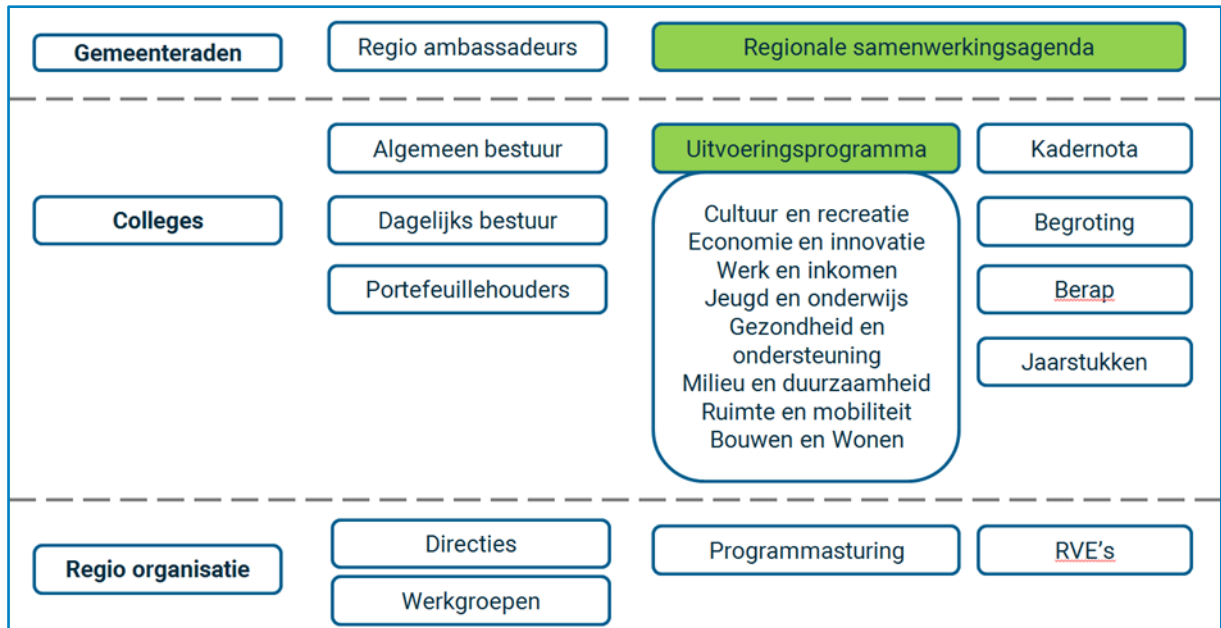 Gemeenteraden
Regio ambassadeurs
Regionale samenwerkingsagenda
Colleges
Algemeen bestuur
Dagelijks bestuur
Portefeuillehouders
Uitvoeringsprogramma
Cultuur en recreatie
Economie en innovatie
Werk en inkomen
Jeugd en onderwijs
Gezondheid en
ondersteuning
Milieu en duurzaamheid
Ruimte en mobiliteit
Bouwen en Wonen
Kadernota
Begroting
Berap
Jaarstukken
Regio organisatie
Directies
Werkgroepen
Programmasturing
RVE's